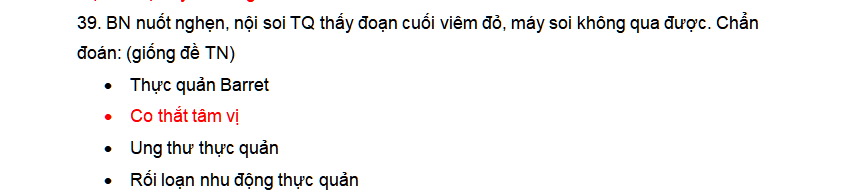 39. BN nuốt nghẹn, nội soi TQ thấy đoạn cuối viêm đỏ, máy soi không qua được. Chẩn
đoán: (giống đề TN)
• Thực quản Barret
• Co thắt tâm vị
• Ung thư thực quản
• Rối loạn nhu động thực quản